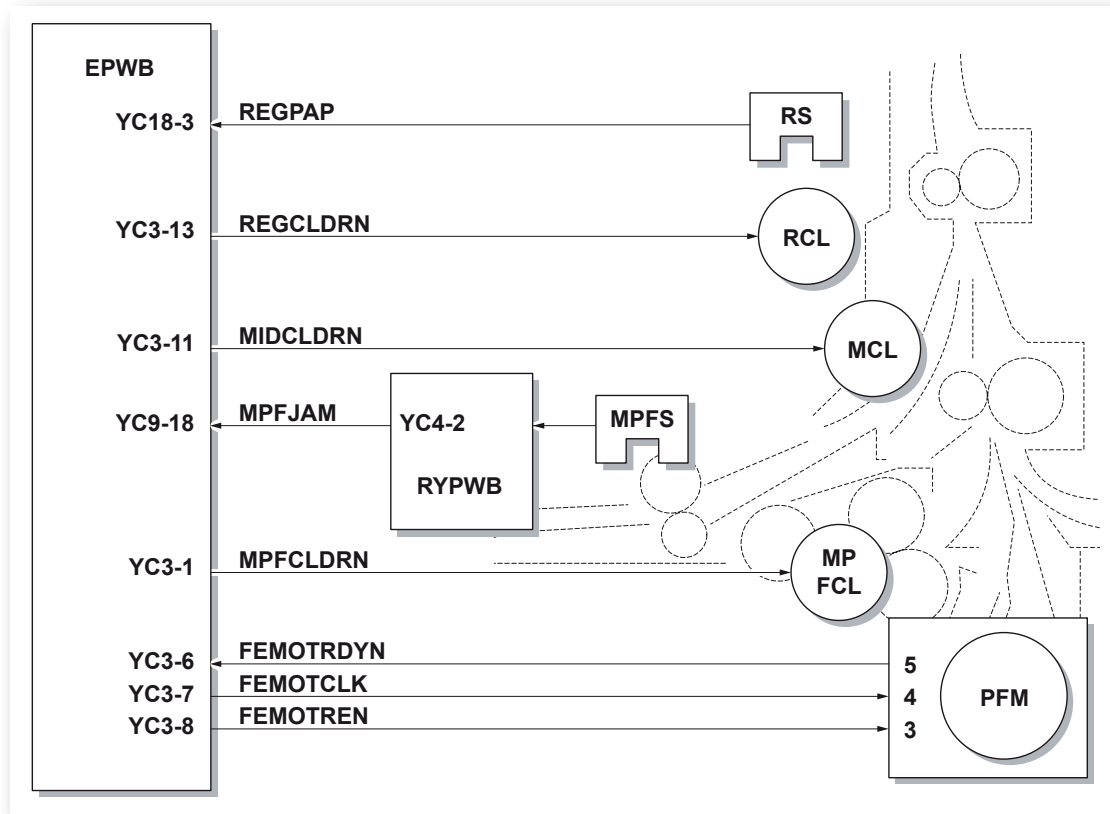 EPWB
YC18-3 REGPAP RS
YC3-13 REGCLDRN RCL
YC3-11 MIDCLDRN MCL
YC9-18 MPFJAM YC4-2 MPFS
RYPWB
YC3-1 MPFCLDRN MP
FCL
YC3-6 FEMOTRDYN 5
YC3-7 FEMOTCLK 4 PFM
YC3-8 FEMOTREN 3